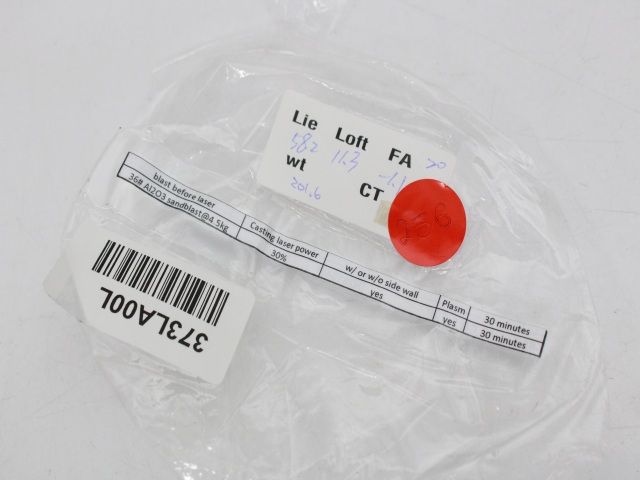 Lie Loft FA
58.2 11.3 -1.1
wt CT
201.6
256
blast before laser Casting laser power w/ or w/o side wall Plasm 30 minutes
36# Al2O3 sandblast@4.5kg 30% yes yes 30 minutes
373LA00L